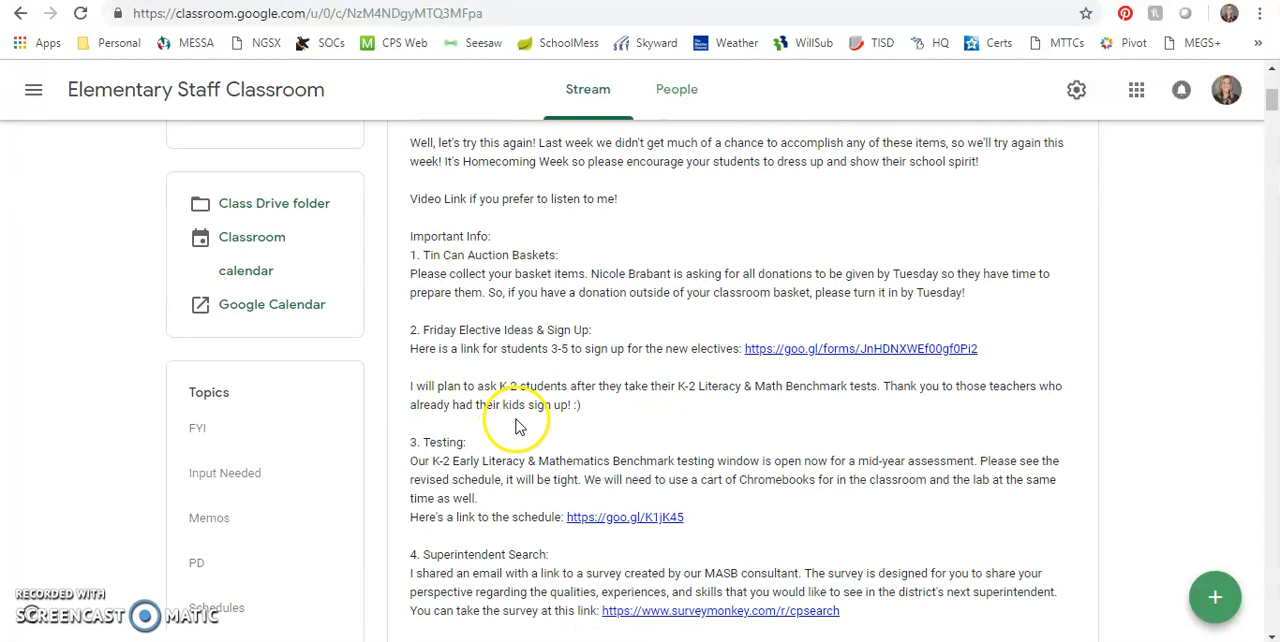 https://classroom.google.com/u/0/c/NzM4NDgyMTQ3MFpa
Apps Personal MESSA NGSX SOCs CPS Web Seesaw SchoolMess Skyward Weather WillSub TISD HQ Certs MTTCs Pivot MEGS+ »
Elementary Staff Classroom Stream People
Class Drive folder
Classroom
calendar
Google Calendar
Topics
FYI
Input Needed
Memos
PD
Schedules
Well, let's try this again! Last week we didn't get much of a chance to accomplish any of these items, so we'll try again this
week! It's Homecoming Week so please encourage your students to dress up and show their school spirit!
Video Link if you prefer to listen to me!
Important Info:
1. Tin Can Auction Baskets:
Please collect your basket items. Nicole Brabant is asking for all donations to be given by Tuesday so they have time to
prepare them. So, if you have a donation outside of your classroom basket, please turn it in by Tuesday!
2. Friday Elective Ideas & Sign Up:
Here is a link for students 3-5 to sign up for the new electives: https://goo.gl/forms/JnHDNXWEf00gf0Pi2
I will plan to ask K-2 students after they take their K-2 Literacy & Math Benchmark tests. Thank you to those teachers who
already had their kids sign up! :)
3. Testing:
Our K-2 Early Literacy & Mathematics Benchmark testing window is open now for a mid-year assessment. Please see the
revised schedule, it will be tight. We will need to use a cart of Chromebooks for in the classroom and the lab at the same
time as well.
Here's a link to the schedule: https://goo.gl/K1jK45
4. Superintendent Search:
I shared an email with a link to a survey created by our MASB consultant. The survey is designed for you to share your
perspective regarding the qualities, experiences, and skills that you would like to see in the district's next superintendent.
You can take the survey at this link: https://www.surveymonkey.com/r/cpsearch
RECORDED WITH
SCREENCAST MATIC